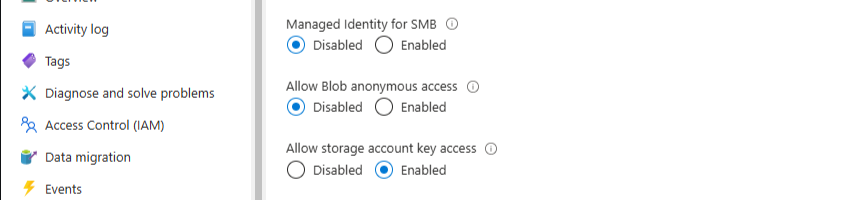 Overview
Activity log
Tags
Diagnose and solve problems
Access Control (IAM)
Data migration
Events
Managed Identity for SMB
Disabled Enabled
Allow Blob anonymous access
Disabled Enabled
Allow storage account key access
Disabled Enabled